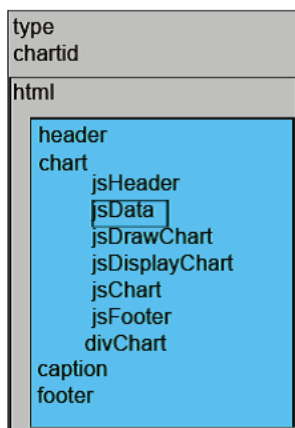 type
chartid
html
header
chart
jsHeader
jsData
jsDrawChart
jsDisplayChart
jsChart
jsFooter
divChart
caption
footer